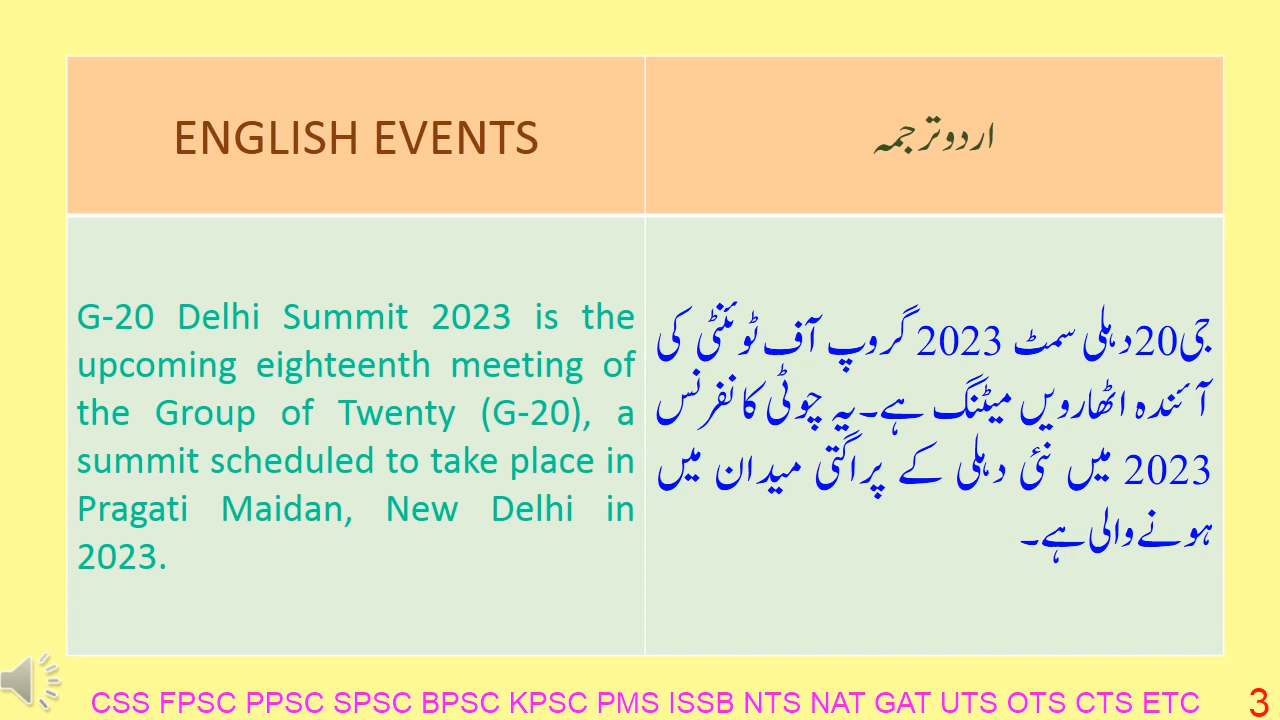 ENGLISH EVENTS
اردو ترجمہ
G-20 Delhi Summit 2023 is the
upcoming eighteenth meeting of
the Group of Twenty (G-20), a
summit scheduled to take place in
Pragati Maidan, New Delhi in
2023.
جی20دہلی سمٹ 2023 گروپ آف ٹوئنٹی کی
آئندہ اٹھارویں میٹنگ ہے۔یہ چوٹی کانفرنس
2023 میں نئی دہلی کے پراگتی میدان میں
ہونے والی ہے۔
CSS FPSC PPSC SPSC BPSC KPSC PMS ISSB NTS NAT GAT UTS OTS CTS ETC
3